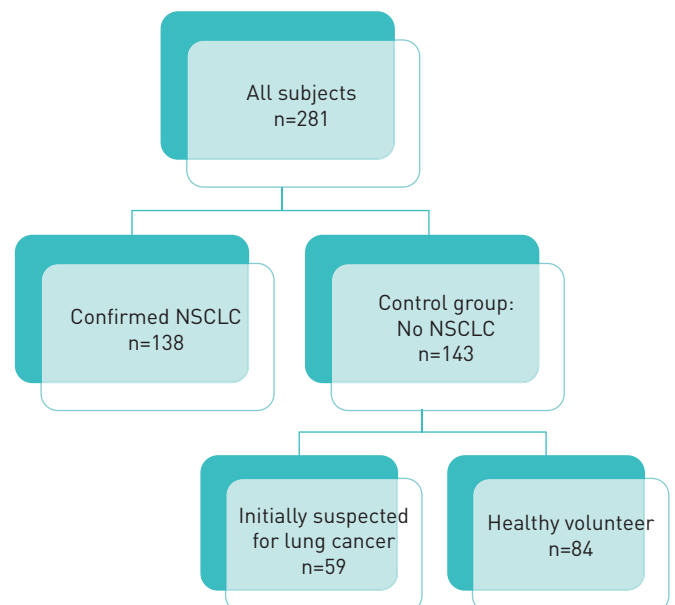 All subjects
n=281
Confirmed NSCLC
n=138
Control group:
No NSCLC
n=143
Initially suspected
for lung cancer
n=59
Healthy volunteer
n=84